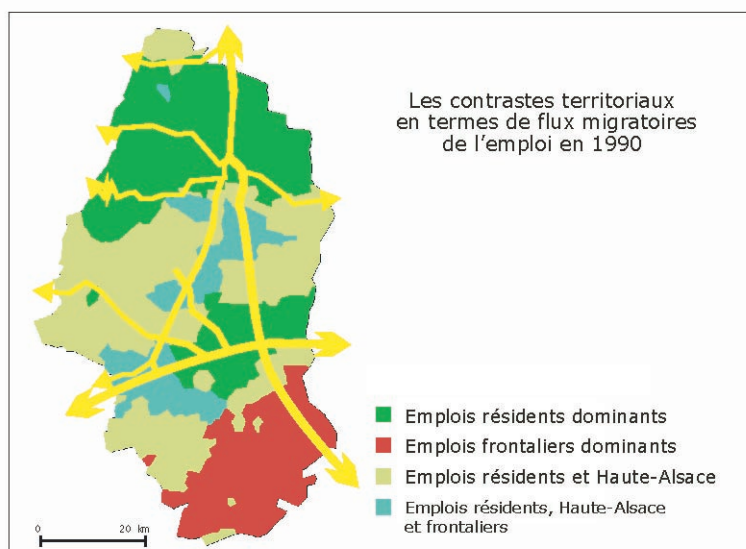 Les contrastes territoriaux
en termes de flux migratoires
de l'emploi en 1990
Emplois résidents dominants
Emplois frontaliers dominants
Emplois résidents et Haute-Alsace
Emplois résidents, Haute-Alsace
et frontaliers
0 20 km